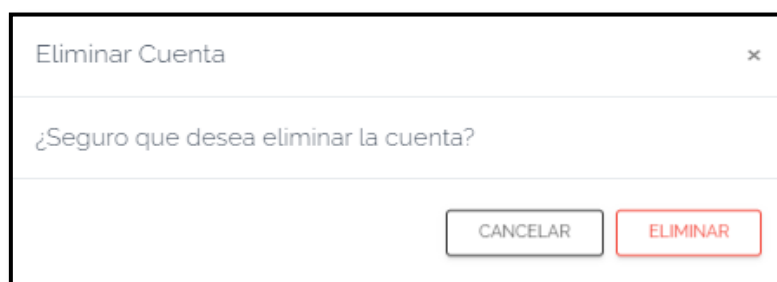 Eliminar Cuenta ×
¿Seguro que desea eliminar la cuenta?
CANCELAR ELIMINAR